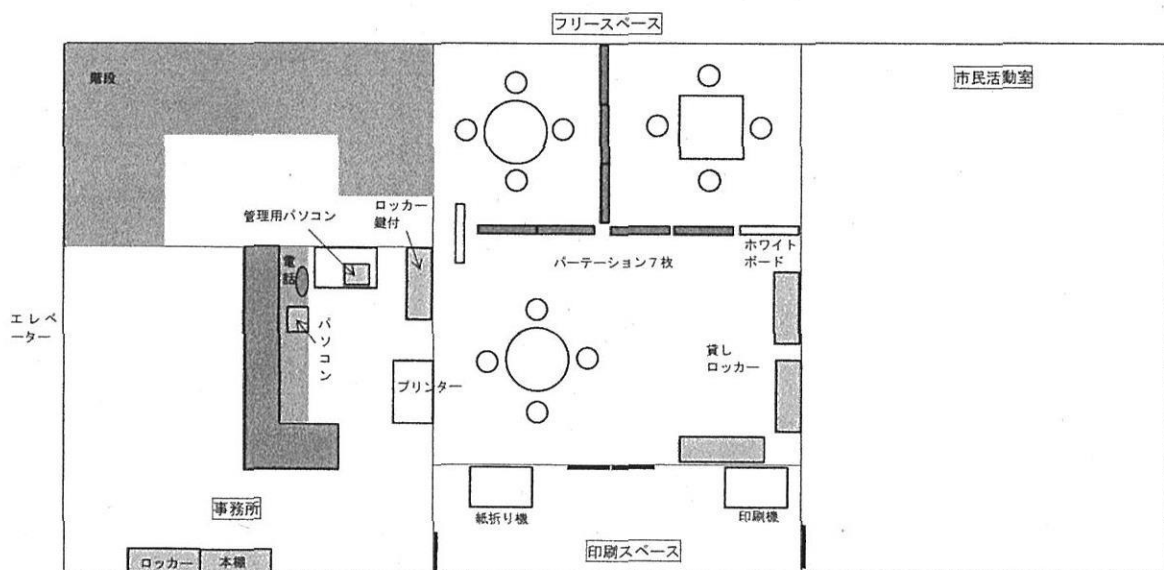 フリースペース
階段
市民活動室
管理用パソコン
ロッカー
鍵付
電話
ホワイト
ボード
パーテーション7枚
エレベ
ーター
パソコン
貸し
ロッカー
プリンター
事務所
紙折り機
印刷機
印刷スペース
ロッカー
本棚